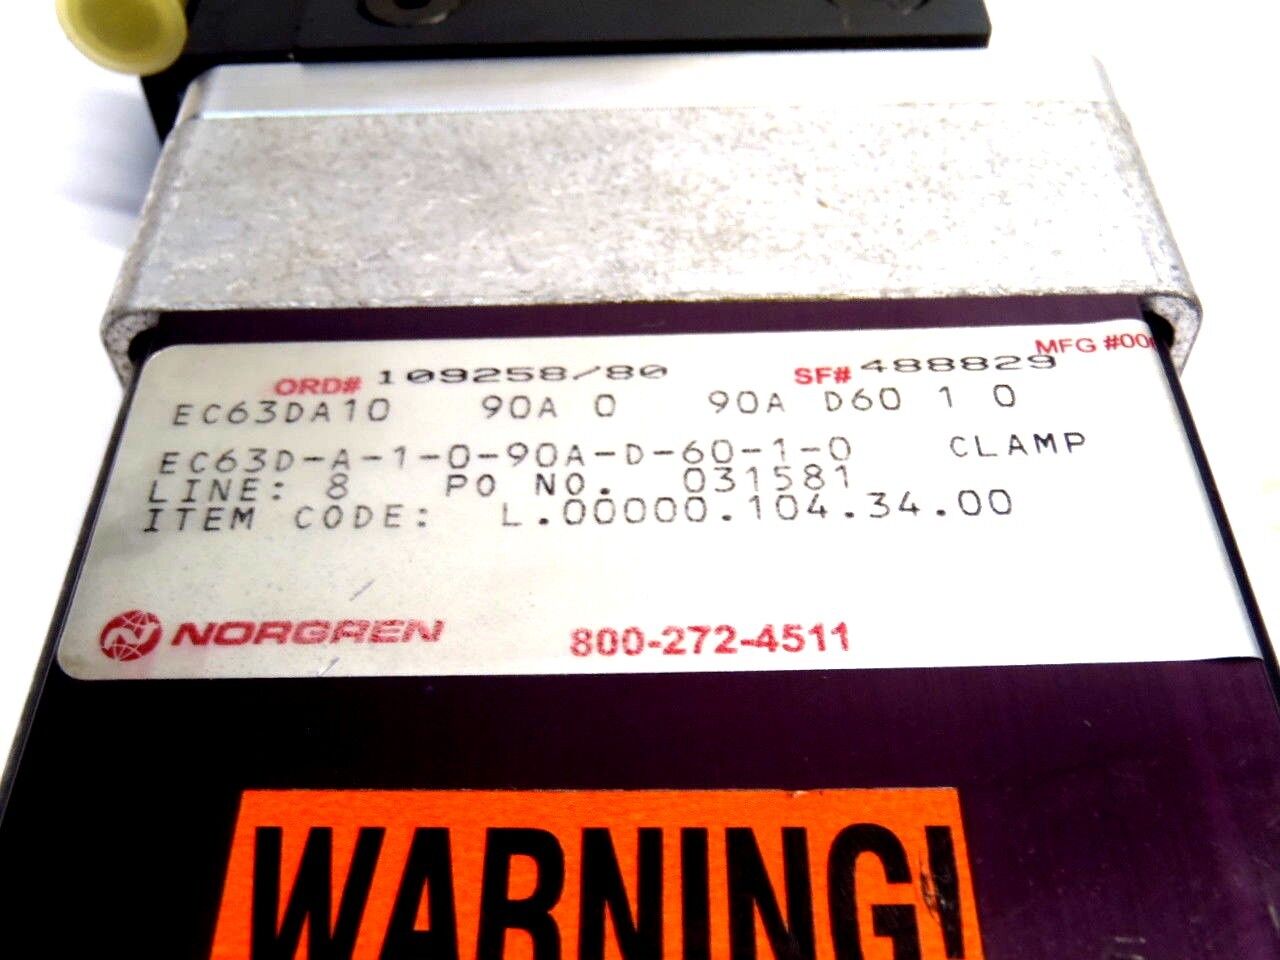 MFG #00
ORD# 109258/80 SF# 488829
EC63DA10 90A 0 90A D60 1 0
EC63D-A-1-0-90A-D-60-1-0 CLAMP
LINE: 8 PO NO. 031581
ITEM CODE: L.00000.104.34.00
NORGREN 800-272-4511
WARNING!